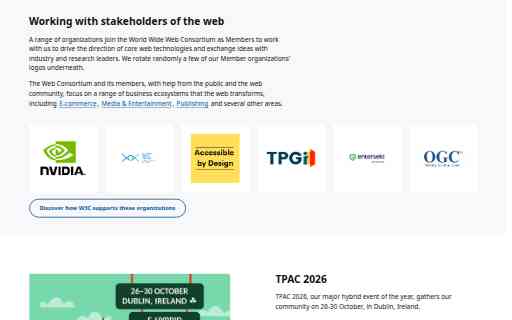 Working with stakeholders of the web
A range of organizations join the World Wide Web Consortium as Members to work
with us to drive the direction of core web technologies and exchange ideas with
industry and research leaders. We rotate randomly a few of our Member organizations'
logos underneath.
The Web Consortium and its members, with help from the public and the web
community, focus on a range of business ecosystems that the web transforms,
including E-commerce, Media & Entertainment, Publishing and several other areas.
NVIDIA.
Accessible
by Design
TPGi
entersekt
OGC
Discover how W3C supports these organizations
26–30 OCTOBER
DUBLIN, IRELAND
TPAC 2026
TPAC 2026, our major hybrid event of the year, gathers our
community on 26-30 October, in Dublin, Ireland.